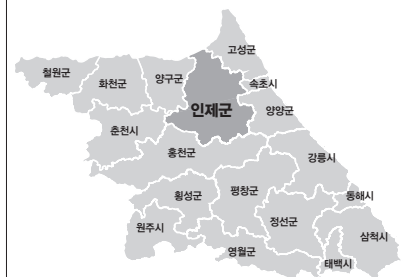 고성군
철원군
화천군
양구군
속초시
인제군
양양군
춘천시
홍천군
강릉시
횡성군
평창군
동해시
정선군
원주시
삼척시
영월군
태백시